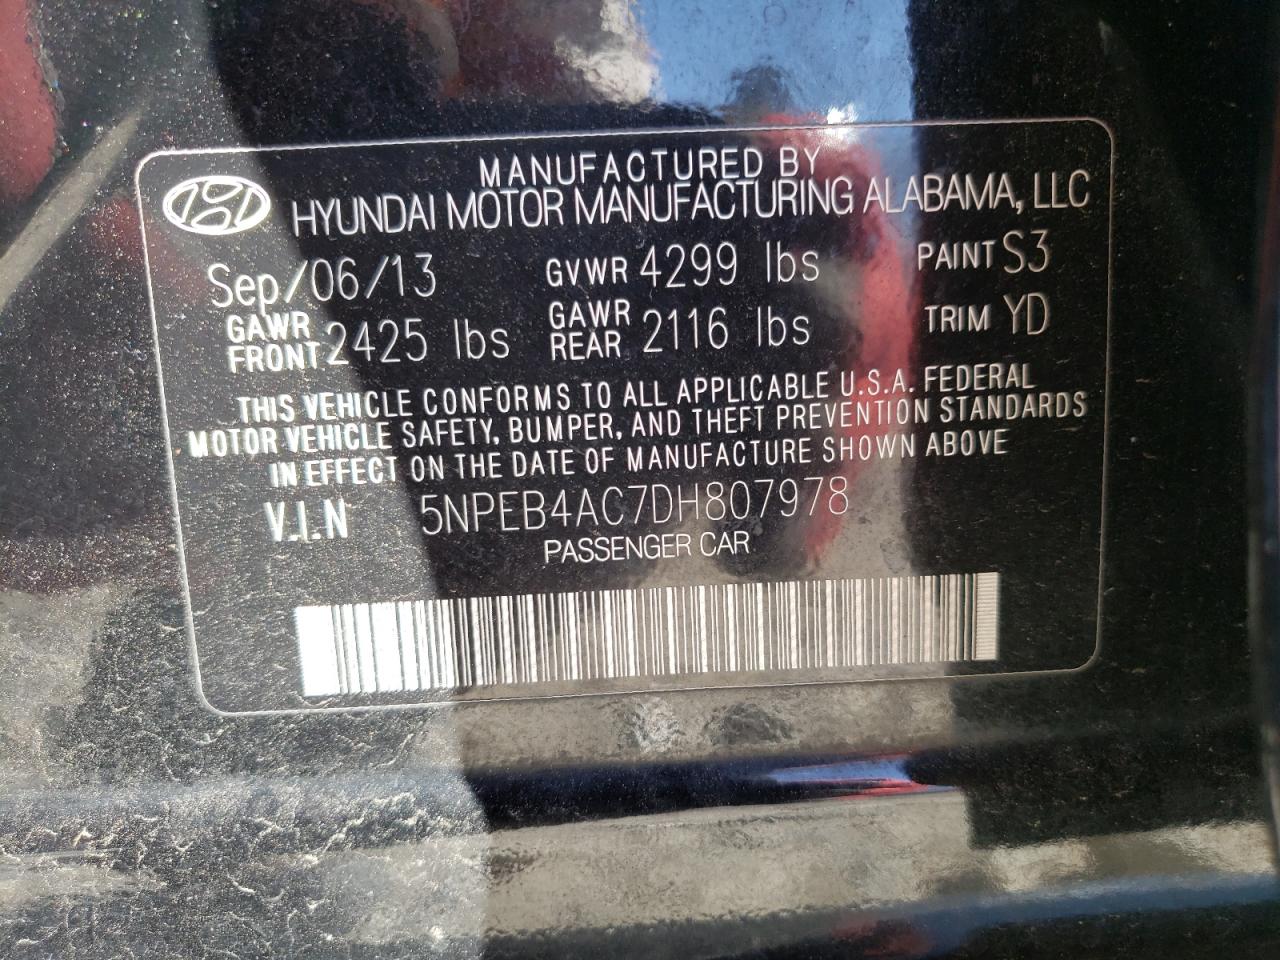 MANUFACTURED BY
HYUNDAI MOTOR MANUFACTURING ALABAMA, LLC
Sep/06/13 GVWR 4299 lbs PAINT S3
GAWR FRONT 2425 lbs GAWR REAR 2116 lbs TRIM YD
THIS VEHICLE CONFORMS TO ALL APPLICABLE U.S.A. FEDERAL
MOTOR VEHICLE SAFETY, BUMPER, AND THEFT PREVENTION STANDARDS
IN EFFECT ON THE DATE OF MANUFACTURE SHOWN ABOVE
V.I.N 5NPEB4AC7DH807978
PASSENGER CAR